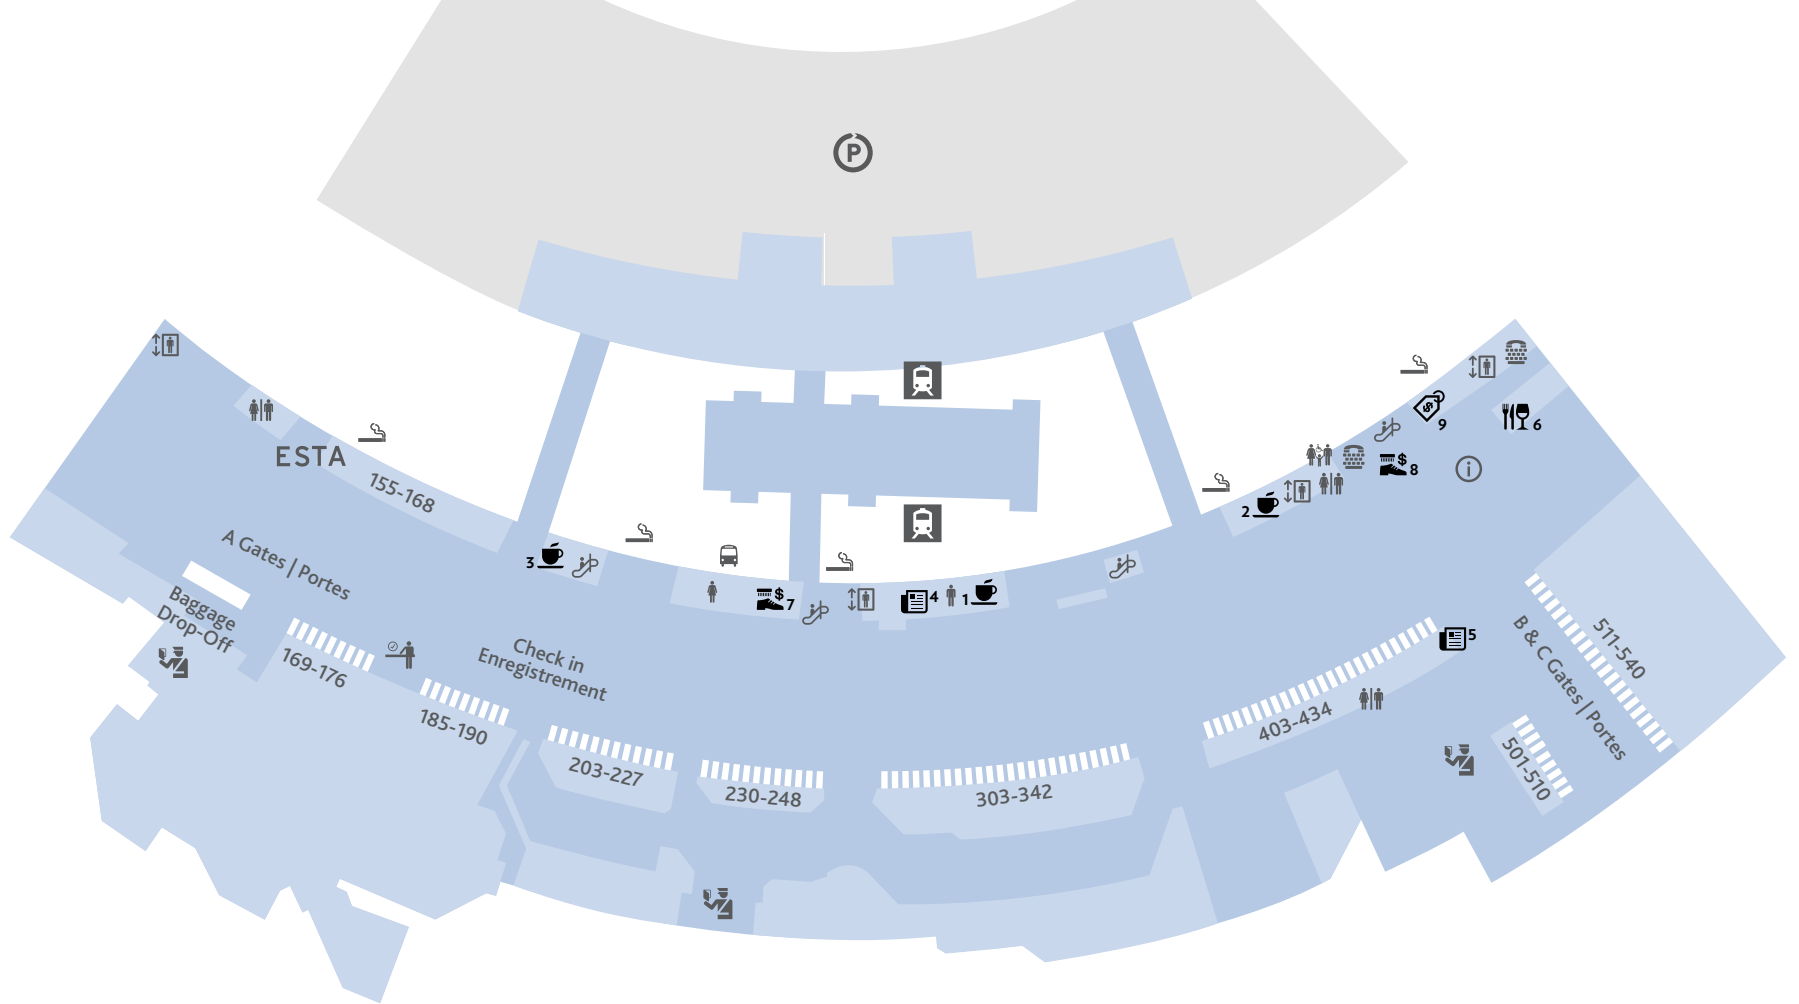 P
$ 9
6
ESTA
$ 8
i
155-168
2
3
A Gates | Portes
Baggage
Drop-Off
$ 7
4
1
169-176
Check in
Enregistrement
185-190
203-227
230-248
303-342
403-434
5
B & C Gates | Portes
511-540
501-510